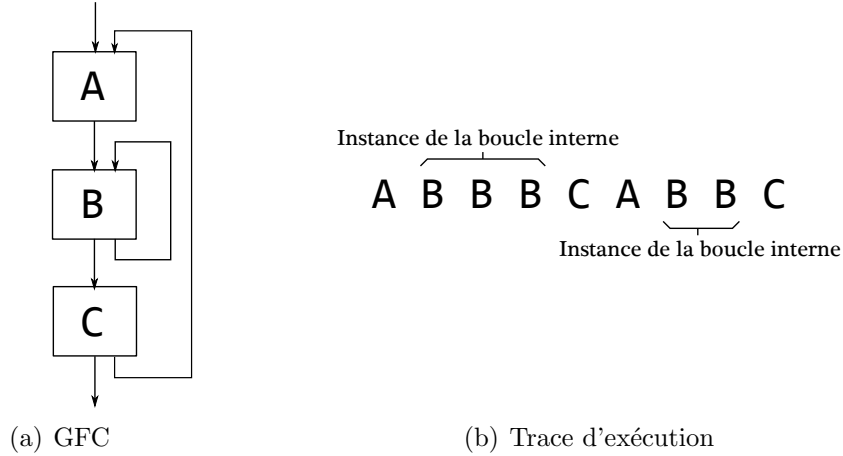 A
B
C
(a) GFC
Instance de la boucle interne
A B B B C A B B C
Instance de la boucle interne
(b) Trace d'exécution